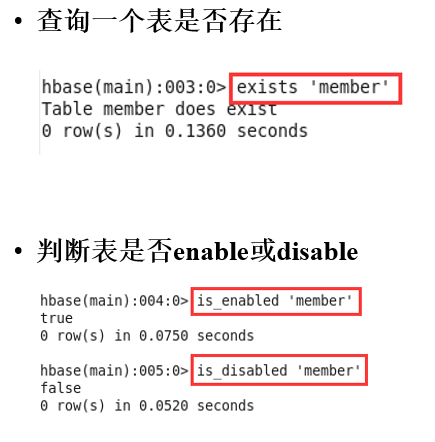 • 查询一个表是否存在
hbase(main):003:0> exists 'member'
Table member does exist
0 row(s) in 0.1360 seconds
• 判断表是否enable或disable
hbase(main):004:0> is_enabled 'member'
true
0 row(s) in 0.0750 seconds
hbase(main):005:0> is_disabled 'member'
false
0 row(s) in 0.0520 seconds